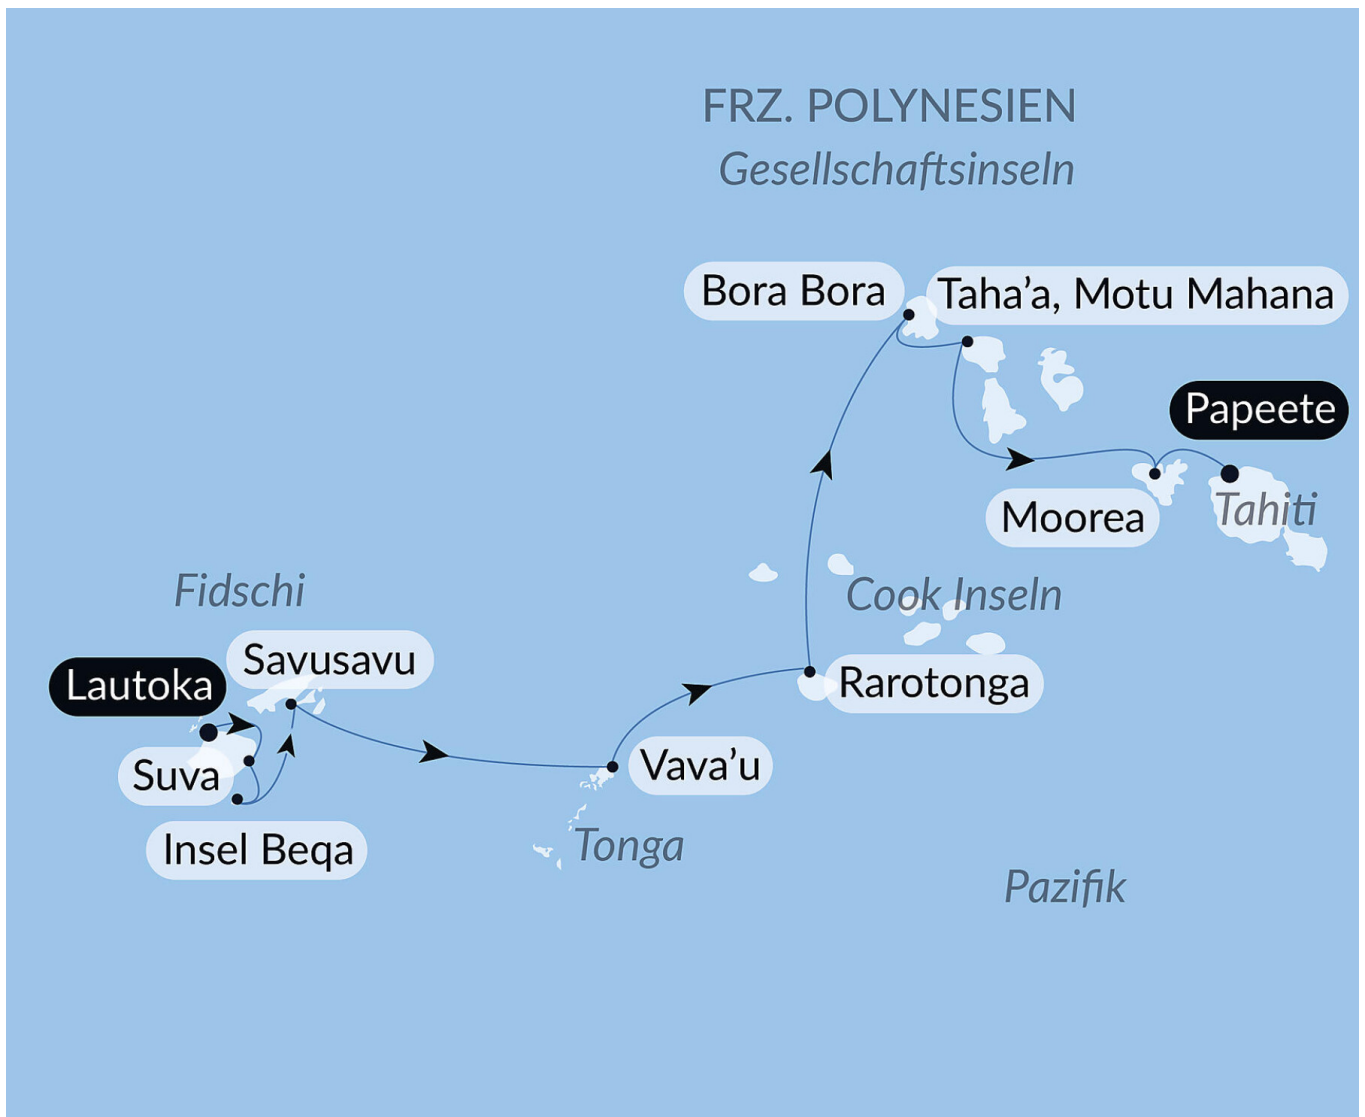 FRZ. POLYNESIEN
Gesellschaftsinseln
Bora Bora
Taha’a, Motu Mahana
Papeete
Moorea
Tahiti
Fidschi
Cook Inseln
Savusavu
Lautoka
Rarotonga
Suva
Vava’u
Insel Beqa
Tonga
Pazifik